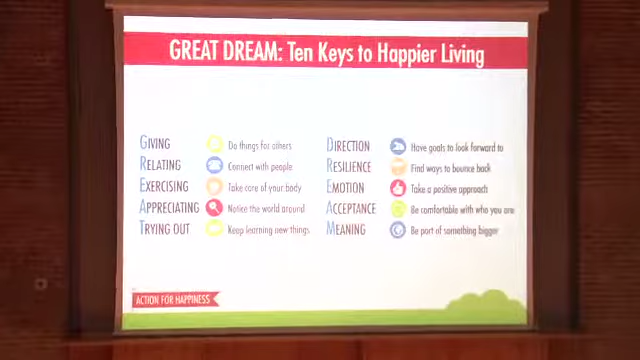 GREAT DREAM: Ten Keys to Happier Living
GIVING Do things for others
RELATING Connect with people
EXERCISING Take care of your body
APPRECIATING Notice the world around
TRYING OUT Keep learning new things
DIRECTION Have goals to look forward to
RESILIENCE Find ways to bounce back
EMOTION Take a positive approach
ACCEPTANCE Be comfortable with who you are
MEANING Be part of something bigger
ACTION FOR HAPPINESS